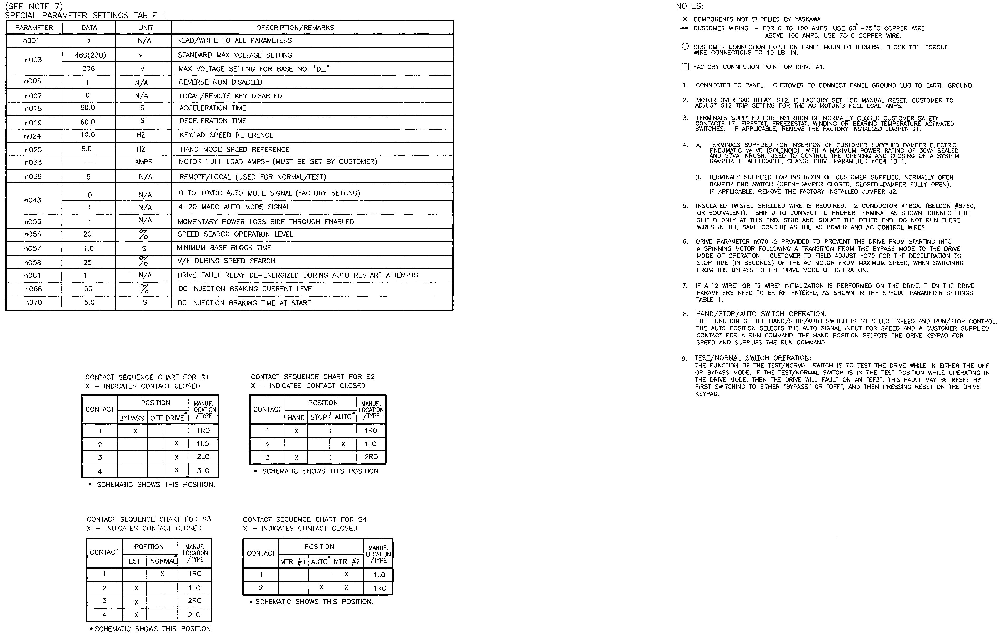 (SEE NOTE 7)
SPECIAL PARAMETER SETTINGS TABLE 1
PARAMETER DATA UNIT DESCRIPTION/REMARKS
n001 3 N/A READ/WRITE TO ALL PARAMETERS
n003 460(230) V STANDARD MAX VOLTAGE SETTING
208 V MAX VOLTAGE SETTING FOR BASE NO. "D_"
n006 1 N/A REVERSE RUN DISABLED
n007 0 N/A LOCAL/REMOTE KEY DISABLED
n018 60.0 S ACCELERATION TIME
n019 60.0 S DECELERATION TIME
n024 10.0 HZ KEYPAD SPEED REFERENCE
n025 6.0 HZ HAND MODE SPEED REFERENCE
n033 --- AMPS MOTOR FULL LOAD AMPS- (MUST BE SET BY CUSTOMER)
n038 5 N/A REMOTE/LOCAL (USED FOR NORMAL/TEST)
n043 0 N/A 0 TO 10VDC AUTO MODE SIGNAL (FACTORY SETTING)
1 N/A 4-20 MADC AUTO MODE SIGNAL
n055 1 N/A MOMENTARY POWER LOSS RIDE THROUGH ENABLED
n056 20 % SPEED SEARCH OPERATION LEVEL
n057 1.0 S MINIMUM BASE BLOCK TIME
n058 25 % V/F DURING SPEED SEARCH
n061 1 N/A DRIVE FAULT RELAY DE-ENERGIZED DURING AUTO RESTART ATTEMPTS
n068 50 % DC INJECTION BRAKING CURRENT LEVEL
n070 5.0 S DC INJECTION BRAKING TIME AT START
CONTACT SEQUENCE CHART FOR S1
X - INDICATES CONTACT CLOSED
CONTACT POSITION MANUF. LOCATION /TYPE
BYPASS OFF DRIVE•
1 X 1RO
2 X 1LO
3 X 2LO
4 X 3LO
• SCHEMATIC SHOWS THIS POSITION.
CONTACT SEQUENCE CHART FOR S2
X - INDICATES CONTACT CLOSED
CONTACT POSITION MANUF. LOCATION /TYPE
HAND STOP AUTO•
1 X 1RO
2 X 1LO
3 X 2RO
• SCHEMATIC SHOWS THIS POSITION.
CONTACT SEQUENCE CHART FOR S3
X - INDICATES CONTACT CLOSED
CONTACT POSITION MANUF. LOCATION /TYPE
TEST NORMAL•
1 X 1RO
2 X 1LC
3 X 2RC
4 X 2LC
• SCHEMATIC SHOWS THIS POSITION.
CONTACT SEQUENCE CHART FOR S4
X - INDICATES CONTACT CLOSED
CONTACT POSITION MANUF. LOCATION /TYPE
MTR #1 AUTO• MTR #2
1 X 1LO
2 X X 1RC
• SCHEMATIC SHOWS THIS POSITION.
NOTES:
* COMPONENTS NOT SUPPLIED BY YASKAWA.
— CUSTOMER WIRING. - FOR 0 TO 100 AMPS, USE 60°-75°C COPPER WIRE.
ABOVE 100 AMPS, USE 75°C COPPER WIRE.
○ CUSTOMER CONNECTION POINT ON PANEL MOUNTED TERMINAL BLOCK TB1. TORQUE
WIRE CONNECTIONS TO 10 LB. IN.
□ FACTORY CONNECTION POINT ON DRIVE A1.
1. CONNECTED TO PANEL. CUSTOMER TO CONNECT PANEL GROUND LUG TO EARTH GROUND.
2. MOTOR OVERLOAD RELAY, S12, IS FACTORY SET FOR MANUAL RESET. CUSTOMER TO
ADJUST S12 TRIP SETTING FOR THE AC MOTOR'S FULL LOAD AMPS.
3. TERMINALS SUPPLIED FOR INSERTION OF NORMALLY CLOSED CUSTOMER SAFETY
CONTACTS I.E. FIRESTAT, FREEZESTAT, WINDING OR BEARING TEMPERATURE ACTIVATED
SWITCHES. IF APPLICABLE, REMOVE THE FACTORY INSTALLED JUMPER J1.
4. A, TERMINALS SUPPLIED FOR INSERTION OF CUSTOMER SUPPLIED DAMPER ELECTRIC
PNEUMATIC VALVE (SOLENOID), WITH A MAXIMUM POWER RATING OF 30VA SEALED
AND 97VA INRUSH, USED TO CONTROL THE OPENING AND CLOSING OF A SYSTEM
DAMPER. IF APPLICABLE, CHANGE DRIVE PARAMETER n004 TO 1.
B. TERMINALS SUPPLIED FOR INSERTION OF CUSTOMER SUPPLIED, NORMALLY OPEN
DAMPER END SWITCH (OPEN=DAMPER CLOSED, CLOSED=DAMPER FULLY OPEN).
IF APPLICABLE, REMOVE THE FACTORY INSTALLED JUMPER J2.
5. INSULATED TWISTED SHIELDED WIRE IS REQUIRED. 2 CONDUCTOR #18GA. (BELDON #8760,
OR EQUIVALENT). SHIELD TO CONNECT TO PROPER TERMINAL AS SHOWN. CONNECT THE
SHIELD ONLY AT THIS END. STUB AND ISOLATE THE OTHER END. DO NOT RUN THESE
WIRES IN THE SAME CONDUIT AS THE AC POWER AND AC CONTROL WIRES.
6. DRIVE PARAMETER n070 IS PROVIDED TO PREVENT THE DRIVE FROM STARTING INTO
A SPINNING MOTOR FOLLOWING A TRANSITION FROM THE BYPASS MODE TO THE DRIVE
MODE OF OPERATION. CUSTOMER TO FIELD ADJUST n070 FOR THE DECELERATION TO
STOP TIME (IN SECONDS) OF THE AC MOTOR FROM MAXIMUM SPEED, WHEN SWITCHING
FROM THE BYPASS TO THE DRIVE MODE OF OPERATION.
7. IF A "2 WIRE" OR "3 WIRE" INITIALIZATION IS PERFORMED ON THE DRIVE, THEN THE DRIVE
PARAMETERS NEED TO BE RE-ENTERED, AS SHOWN IN THE SPECIAL PARAMETER SETTINGS
TABLE 1.
8. HAND/STOP/AUTO SWITCH OPERATION:
THE FUNCTION OF THE HAND/STOP/AUTO SWITCH IS TO SELECT SPEED AND RUN/STOP CONTROL.
THE AUTO POSITION SELECTS THE AUTO SIGNAL INPUT FOR SPEED AND A CUSTOMER SUPPLIED
CONTACT FOR A RUN COMMAND. THE HAND POSITION SELECTS THE DRIVE KEYPAD FOR
SPEED AND SUPPLIES THE RUN COMMAND.
9. TEST/NORMAL SWITCH OPERATION:
THE FUNCTION OF THE TEST/NORMAL SWITCH IS TO TEST THE DRIVE WHILE IN EITHER THE OFF
OR BYPASS MODE. IF THE TEST/NORMAL SWITCH IS IN THE TEST POSITION WHILE OPERATING IN
THE DRIVE MODE, THEN THE DRIVE WILL FAULT ON AN "EF3". THIS FAULT MAY BE RESET BY
FIRST SWITCHING TO EITHER "BYPASS" OR "OFF", AND THEN PRESSING RESET ON THE DRIVE
KEYPAD.